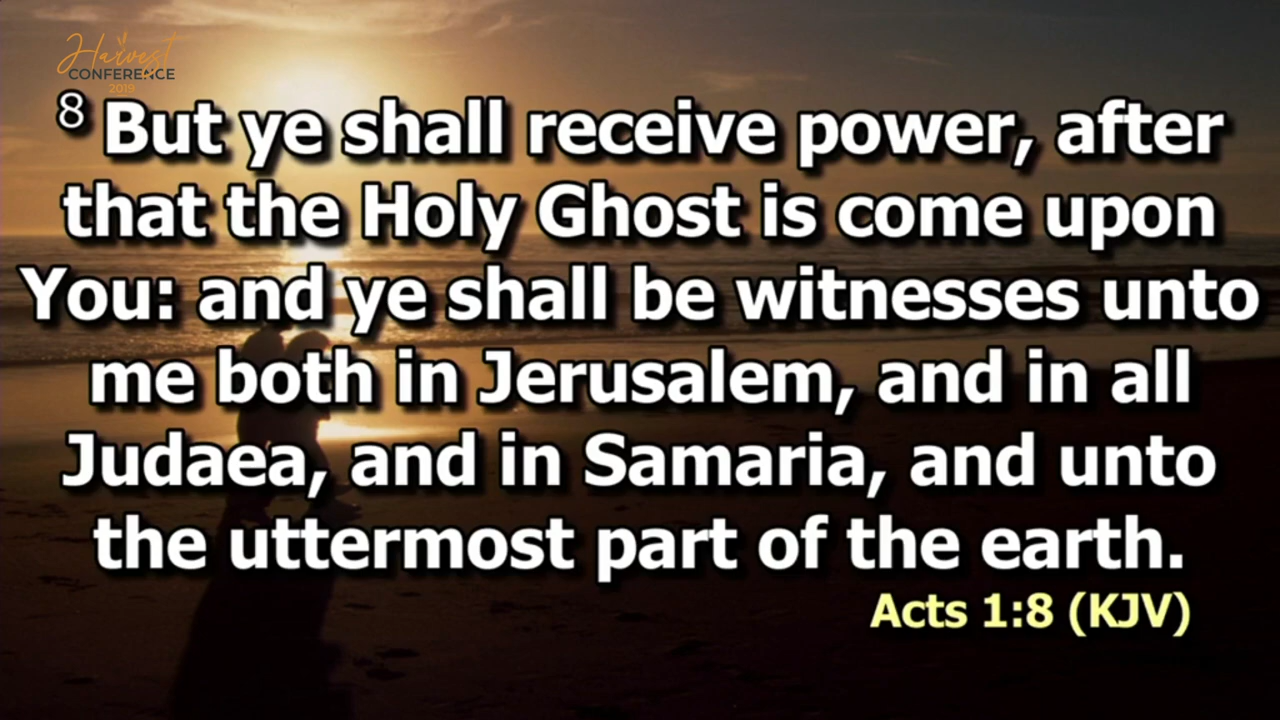 Harvest
CONFERENCE
2019
8 But ye shall receive power, after
that the Holy Ghost is come upon
You: and ye shall be witnesses unto
me both in Jerusalem, and in all
Judaea, and in Samaria, and unto
the uttermost part of the earth.
Acts 1:8 (KJV)